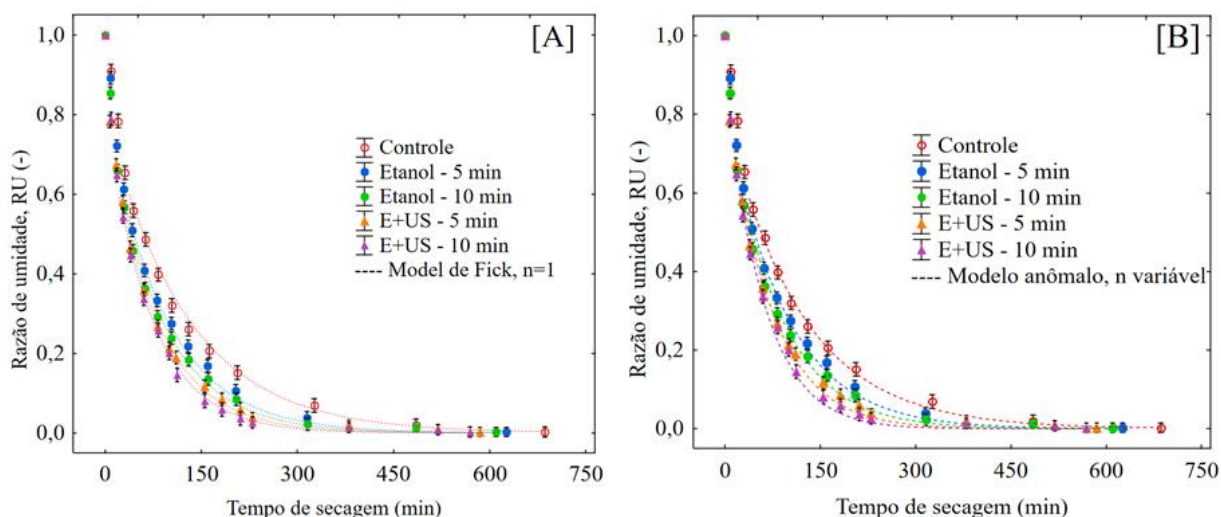 [A]
1,0
0,8
0,6
0,4
0,2
0,0
Razão de umidade, RU (-)
Controle
Etanol - 5 min
Etanol - 10 min
E+US - 5 min
E+US - 10 min
Model de Fick, n=1
0 150 300 450 600 750
Tempo de secagem (min)
[B]
1,0
0,8
0,6
0,4
0,2
0,0
Razão de umidade, RU (-)
Controle
Etanol - 5 min
Etanol - 10 min
E+US - 5 min
E+US - 10 min
Modelo anômalo, n variável
0 150 300 450 600 750
Tempo de secagem (min)